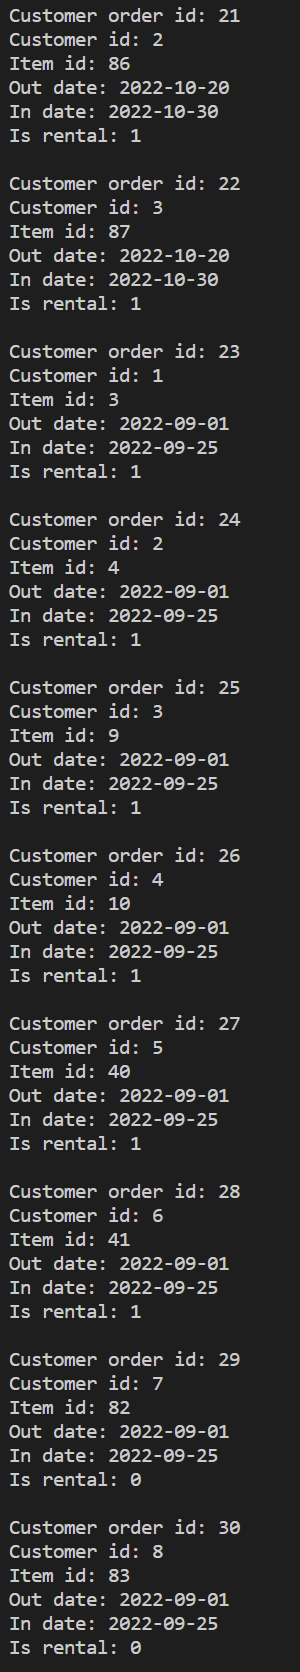 Customer order id: 21
Customer id: 2
Item id: 86
Out date: 2022-10-20
In date: 2022-10-30
Is rental: 1

Customer order id: 22
Customer id: 3
Item id: 87
Out date: 2022-10-20
In date: 2022-10-30
Is rental: 1

Customer order id: 23
Customer id: 1
Item id: 3
Out date: 2022-09-01
In date: 2022-09-25
Is rental: 1

Customer order id: 24
Customer id: 2
Item id: 4
Out date: 2022-09-01
In date: 2022-09-25
Is rental: 1

Customer order id: 25
Customer id: 3
Item id: 9
Out date: 2022-09-01
In date: 2022-09-25
Is rental: 1

Customer order id: 26
Customer id: 4
Item id: 10
Out date: 2022-09-01
In date: 2022-09-25
Is rental: 1

Customer order id: 27
Customer id: 5
Item id: 40
Out date: 2022-09-01
In date: 2022-09-25
Is rental: 1

Customer order id: 28
Customer id: 6
Item id: 41
Out date: 2022-09-01
In date: 2022-09-25
Is rental: 1

Customer order id: 29
Customer id: 7
Item id: 82
Out date: 2022-09-01
In date: 2022-09-25
Is rental: 0

Customer order id: 30
Customer id: 8
Item id: 83
Out date: 2022-09-01
In date: 2022-09-25
Is rental: 0